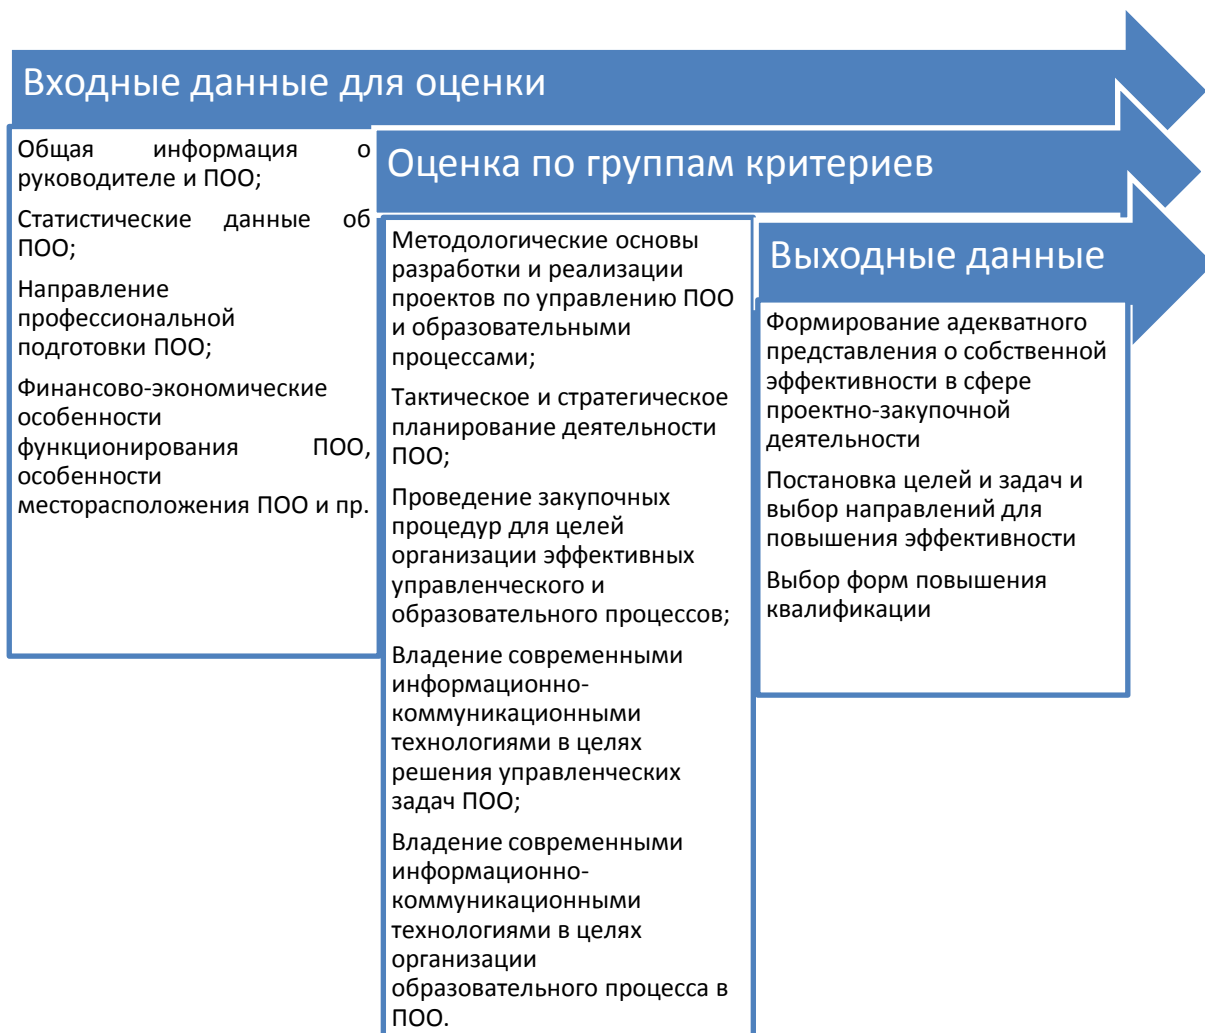 Входные данные для оценки
Общая информация о
руководителе и ПОО;
Статистические данные об
ПОО;
Направление
профессиональной
подготовки ПОО;
Финансово-экономические
особенности
функционирования ПОО,
особенности
месторасположения ПОО и пр.
Оценка по группам критериев
Методологические основы
разработки и реализации
проектов по управлению ПОО
и образовательными
процессами;
Тактическое и стратегическое
планирование деятельности
ПОО;
Проведение закупочных
процедур для целей
организации эффективных
управленческого и
образовательного процессов;
Владение современными
информационно-
коммуникационными
технологиями в целях
решения управленческих
задач ПОО;
Владение современными
информационно-
коммуникационными
технологиями в целях
организации
образовательного процесса в
ПОО.
Выходные данные
Формирование адекватного
представления о собственной
эффективности в сфере
проектно-закупочной
деятельности
Постановка целей и задач и
выбор направлений для
повышения эффективности
Выбор форм повышения
квалификации